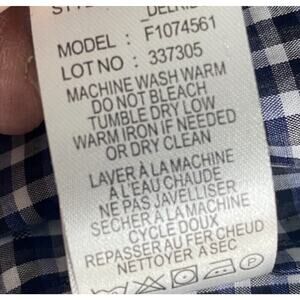 MODEL : F1074561
LOT NO : 337305
MACHINE WASH WARM
DO NOT BLEACH
TUMBLE DRY LOW
WARM IRON IF NEEDED
OR DRY CLEAN
LAVER À LA MACHINE
A L'EAU CHAUDE
NE PAS JAVELLISER
SÉCHER À LA MACHINE
CYCLE DOUX
REPASSER AU FER CHEUD
NETTOYER À SEC